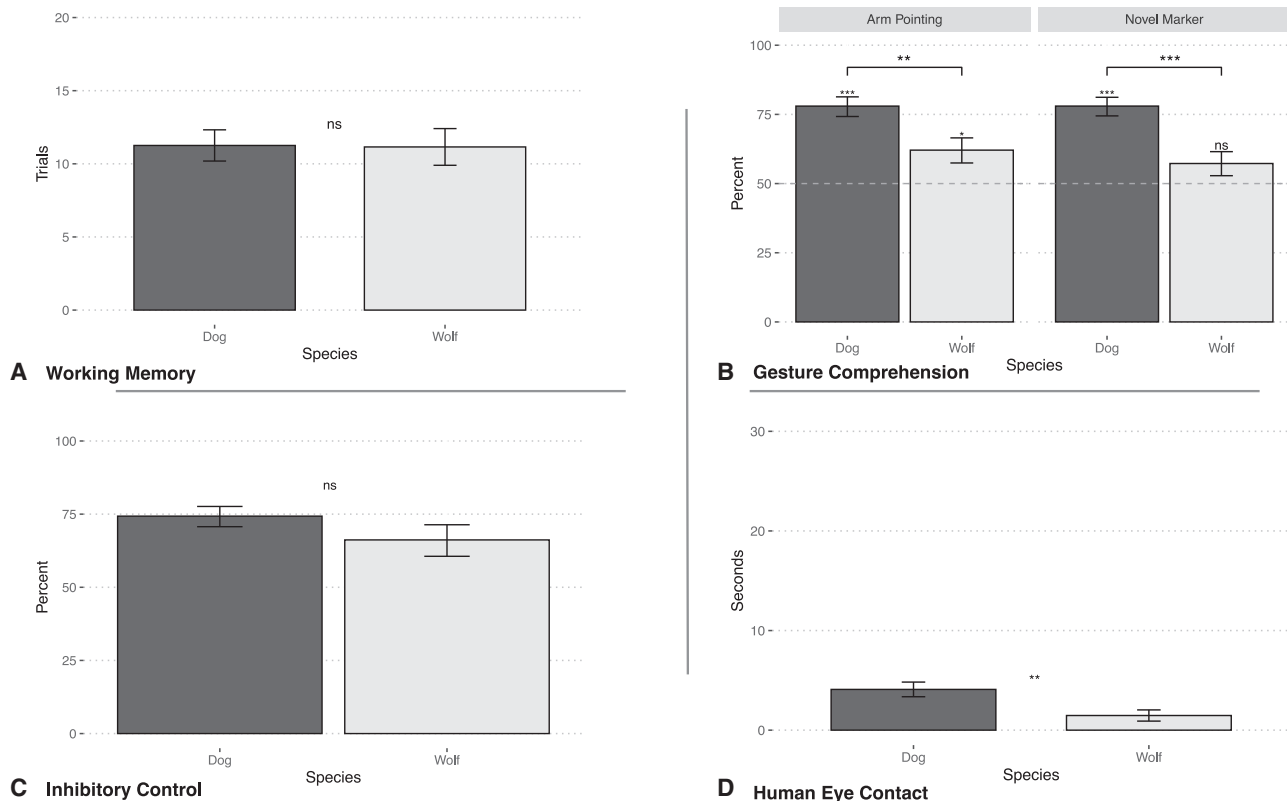 20
15
10
5
0
Trials
ns
Dog
Wolf
Species
A Working Memory
Arm Pointing
Novel Marker
100
75
50
25
0
Percent
**
***
***
*
***
ns
Dog
Wolf
Dog
Wolf
Species
B Gesture Comprehension
100
75
50
25
0
Percent
ns
Dog
Wolf
Species
C Inhibitory Control
30
20
10
0
Seconds
**
Dog
Wolf
Species
D Human Eye Contact